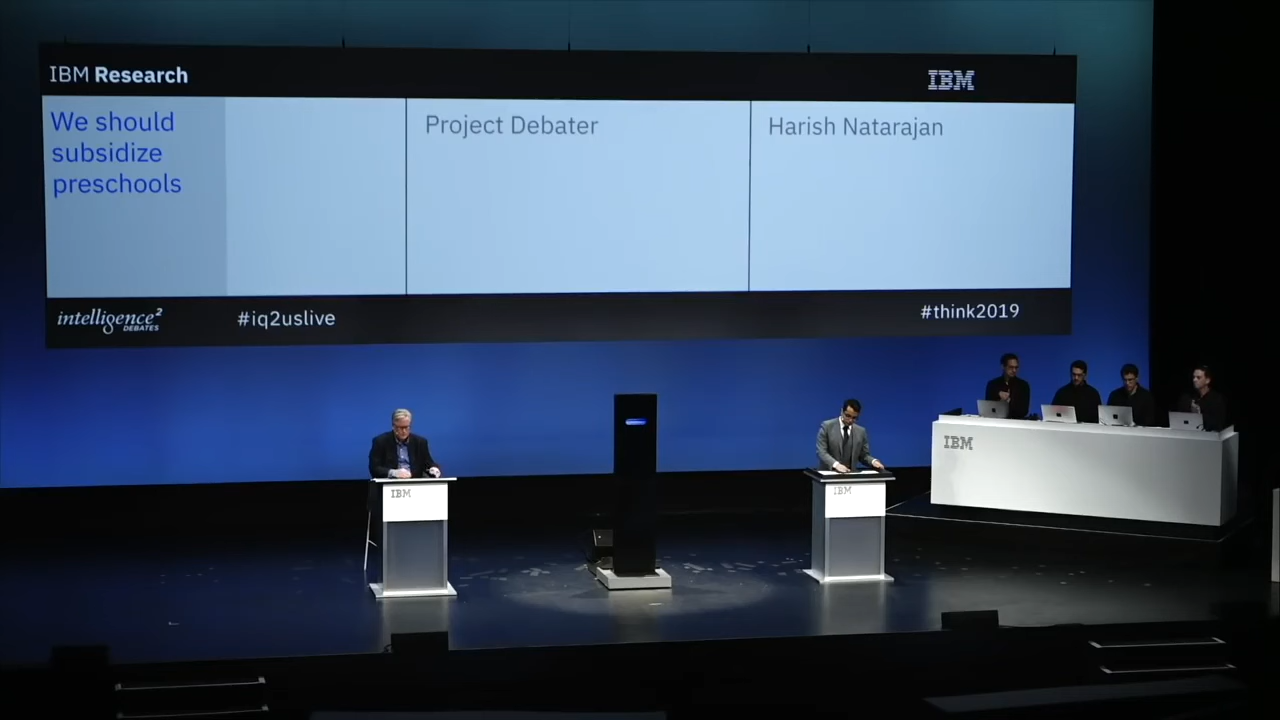 IBM Research
IBM
We should
subsidize
preschools
Project Debater
Harish Natarajan
intelligence²
DEBATES
#iq2uslive
#think2019
IBM
IBM
IBM